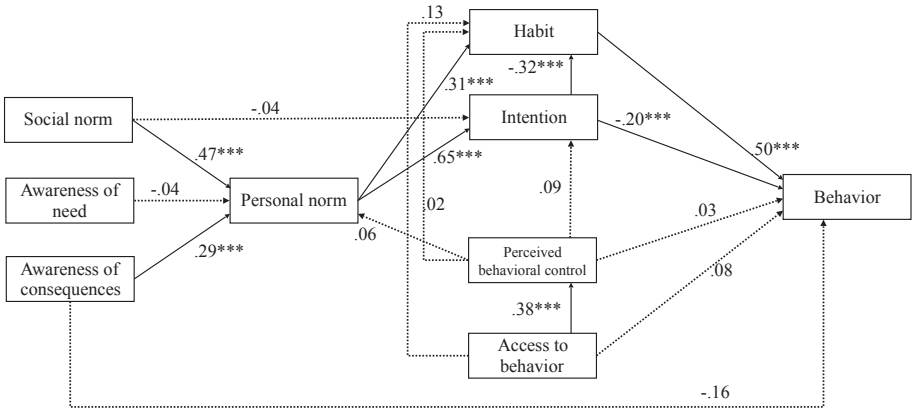 .13
Habit
-.32***
.31***
Social norm
-.04
Intention
-.20***
.50***
.47***
.65***
Awareness of
need
-.04
Personal norm
.02
.09
Behavior
.06
.03
Awareness of
consequences
.29***
Perceived
behavioral control
.08
.38***
Access to
behavior
-.16